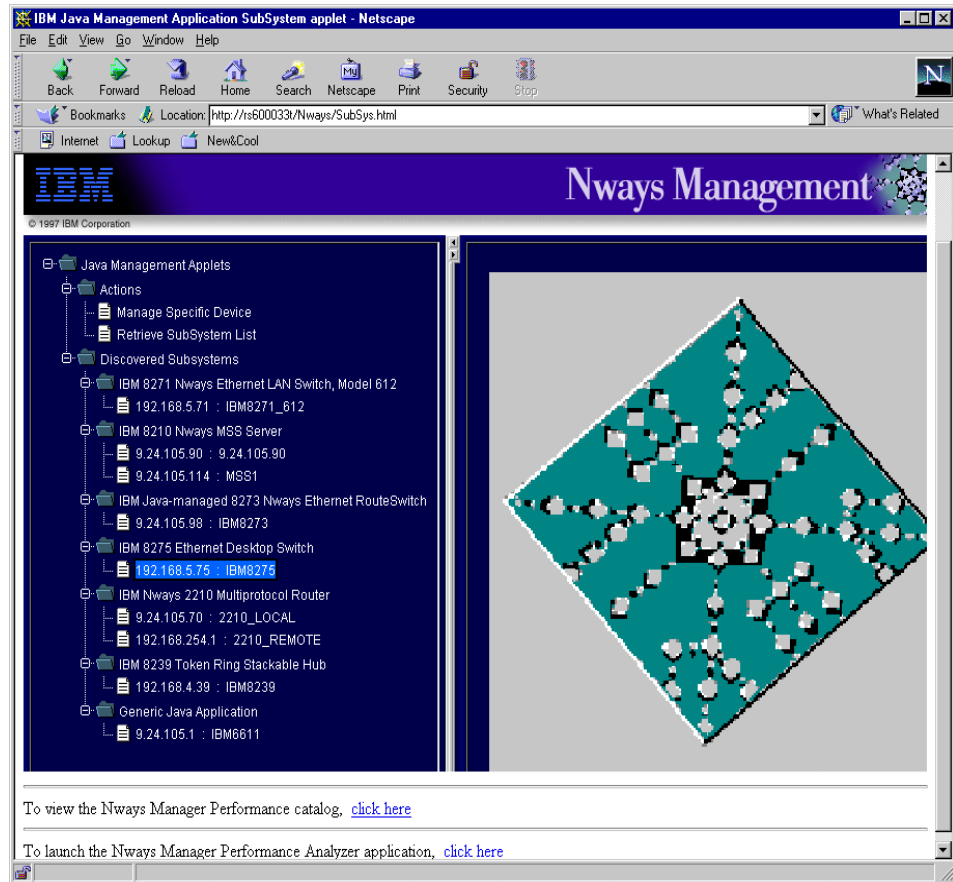 IBM Java Management Application SubSystem applet - Netscape
File Edit View Go Window Help
Back Forward Reload Home Search Netscape Print Security Stop
My
N
Bookmarks Location: http://rs600033t/Nways/SubSys.html What's Related
Internet Lookup New&Cool
IBM Nways Management
© 1997 IBM Corporation
Java Management Applets
Actions
Manage Specific Device
Retrieve SubSystem List
Discovered Subsystems
IBM 8271 Nways Ethernet LAN Switch, Model 612
192.168.5.71 : IBM8271_612
IBM 8210 Nways MSS Server
9.24.105.90 : 9.24.105.90
9.24.105.114 : MSS1
IBM Java-managed 8273 Nways Ethernet RouteSwitch
9.24.105.98 : IBM8273
IBM 8275 Ethernet Desktop Switch
192.168.5.75 : IBM8275
IBM Nways 2210 Multiprotocol Router
9.24.105.70 : 2210_LOCAL
192.168.254.1 : 2210_REMOTE
IBM 8239 Token Ring Stackable Hub
192.168.4.39 : IBM8239
Generic Java Application
9.24.105.1 : IBM6611
To view the Nways Manager Performance catalog, click here
To launch the Nways Manager Performance Analyzer application, click here